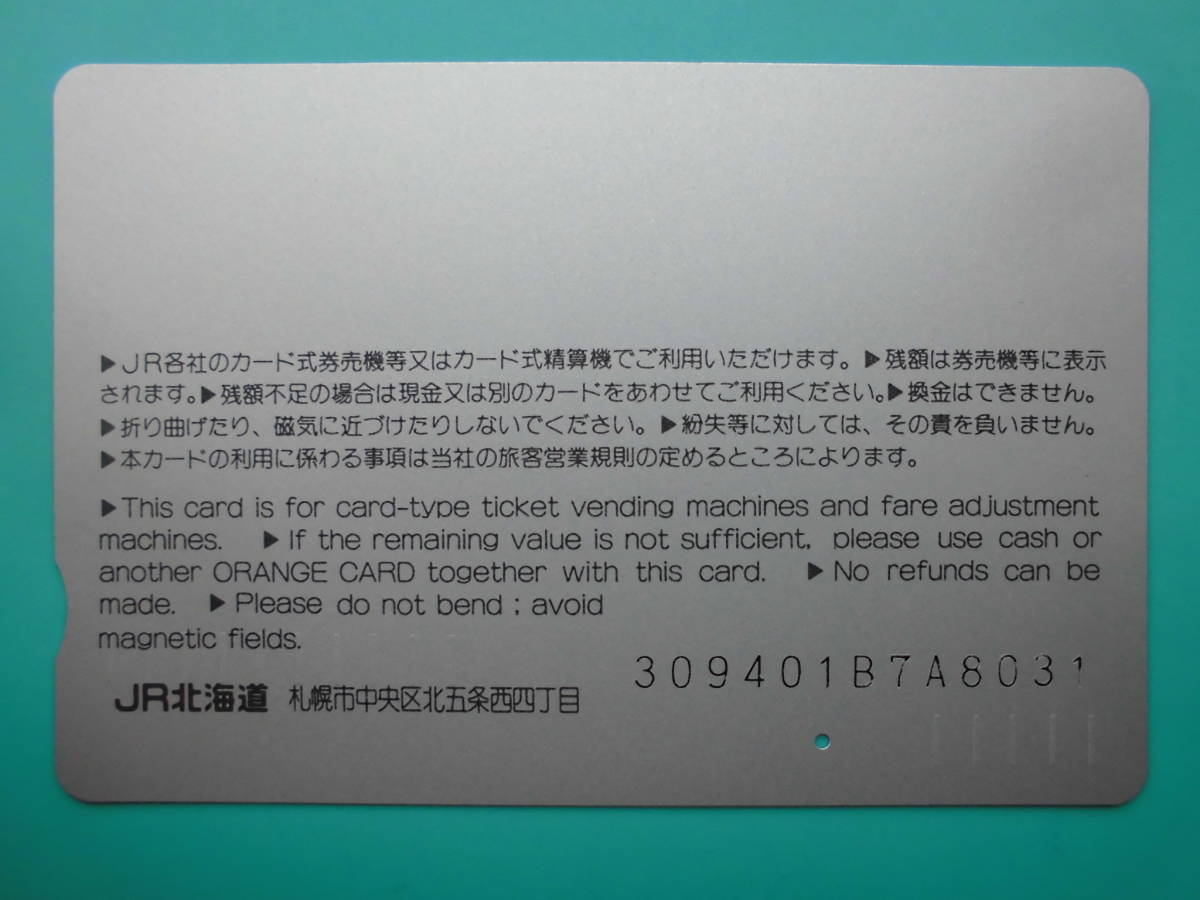 ▶JR各社のカード式券売機等又はカード式精算機でご利用いただけます。▶残額は券売機等に表示
されます。▶残額不足の場合は現金又は別のカードをあわせてご利用ください。▶換金はできません。
▶折り曲げたり、磁気に近づけたりしないでください。▶紛失等に対しては、その責を負いません。
▶本カードの利用に係わる事項は当社の旅客営業規則の定めるところによります。
▶This card is for card-type ticket vending machines and fare adjustment
machines. ▶If the remaining value is not sufficient, please use cash or
another ORANGE CARD together with this card. ▶No refunds can be
made. ▶Please do not bend ; avoid
magnetic fields.
309401B7A8031
JR北海道 札幌市中央区北五条西四丁目